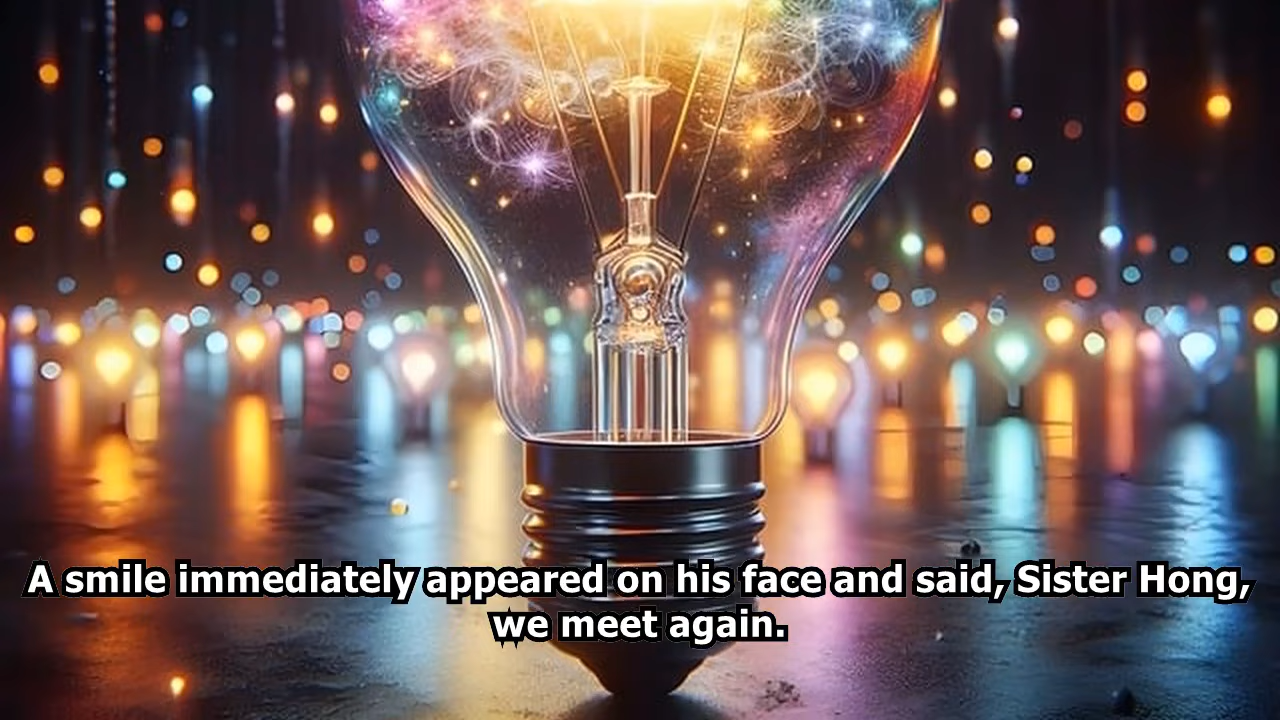 A smile immediately appeared on his face and said, Sister Hong,
we meet again.